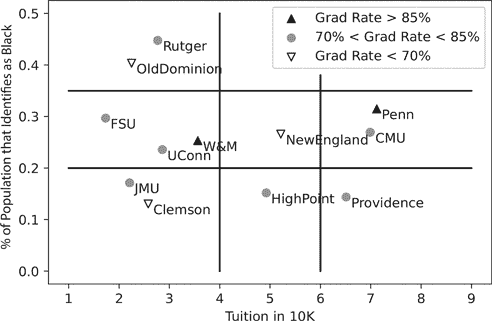 Grad Rate > 85%
70% < Grad Rate < 85%
Grad Rate < 70%
% of Population that Identifies as Black
0.5
0.4
0.3
0.2
0.1
0.0
Rutger
OldDominion
FSU
W&M
UConn
NewEngland
Penn
CMU
JMU
Clemson
HighPoint
Providence
1 2 3 4 5 6 7 8 9
Tuition in 10K